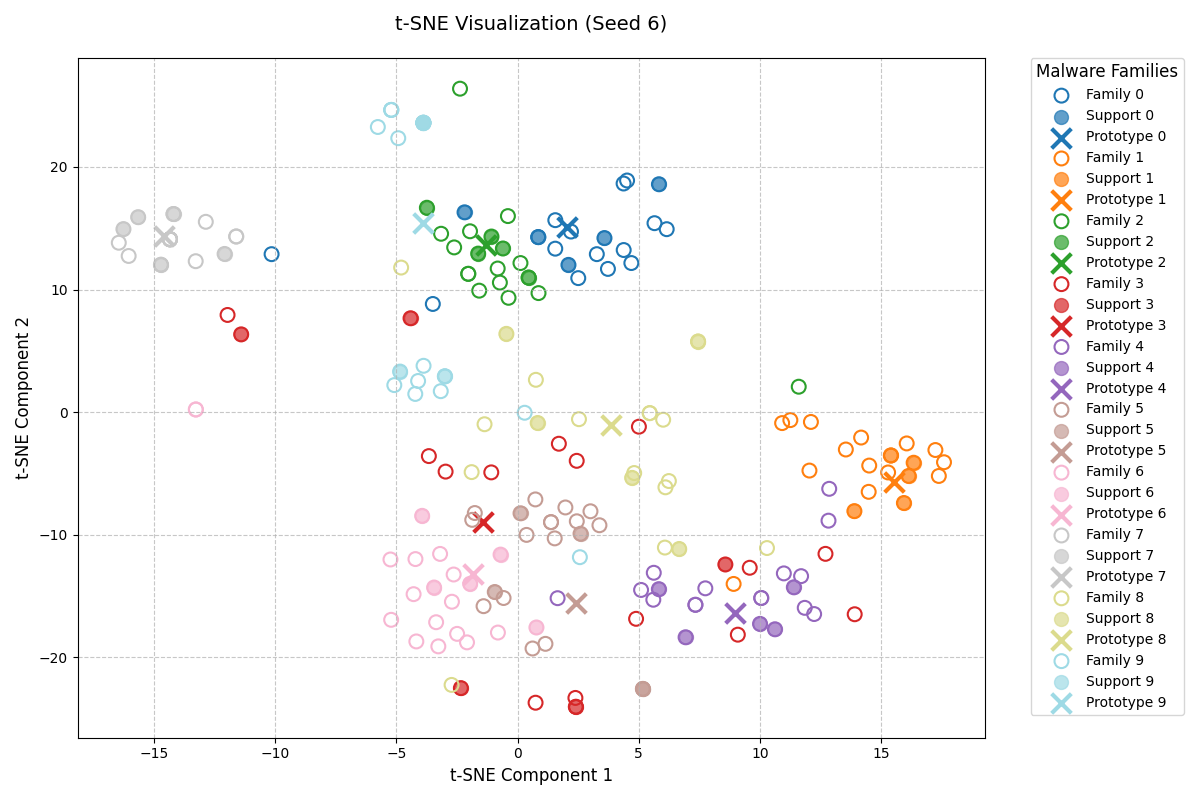 t-SNE Visualization (Seed 6)
t-SNE Component 2
20
10
0
−10
−20
−15
−10
−5
0
5
10
15
t-SNE Component 1
Malware Families
Family 0
Support 0
Prototype 0
Family 1
Support 1
Prototype 1
Family 2
Support 2
Prototype 2
Family 3
Support 3
Prototype 3
Family 4
Support 4
Prototype 4
Family 5
Support 5
Prototype 5
Family 6
Support 6
Prototype 6
Family 7
Support 7
Prototype 7
Family 8
Support 8
Prototype 8
Family 9
Support 9
Prototype 9